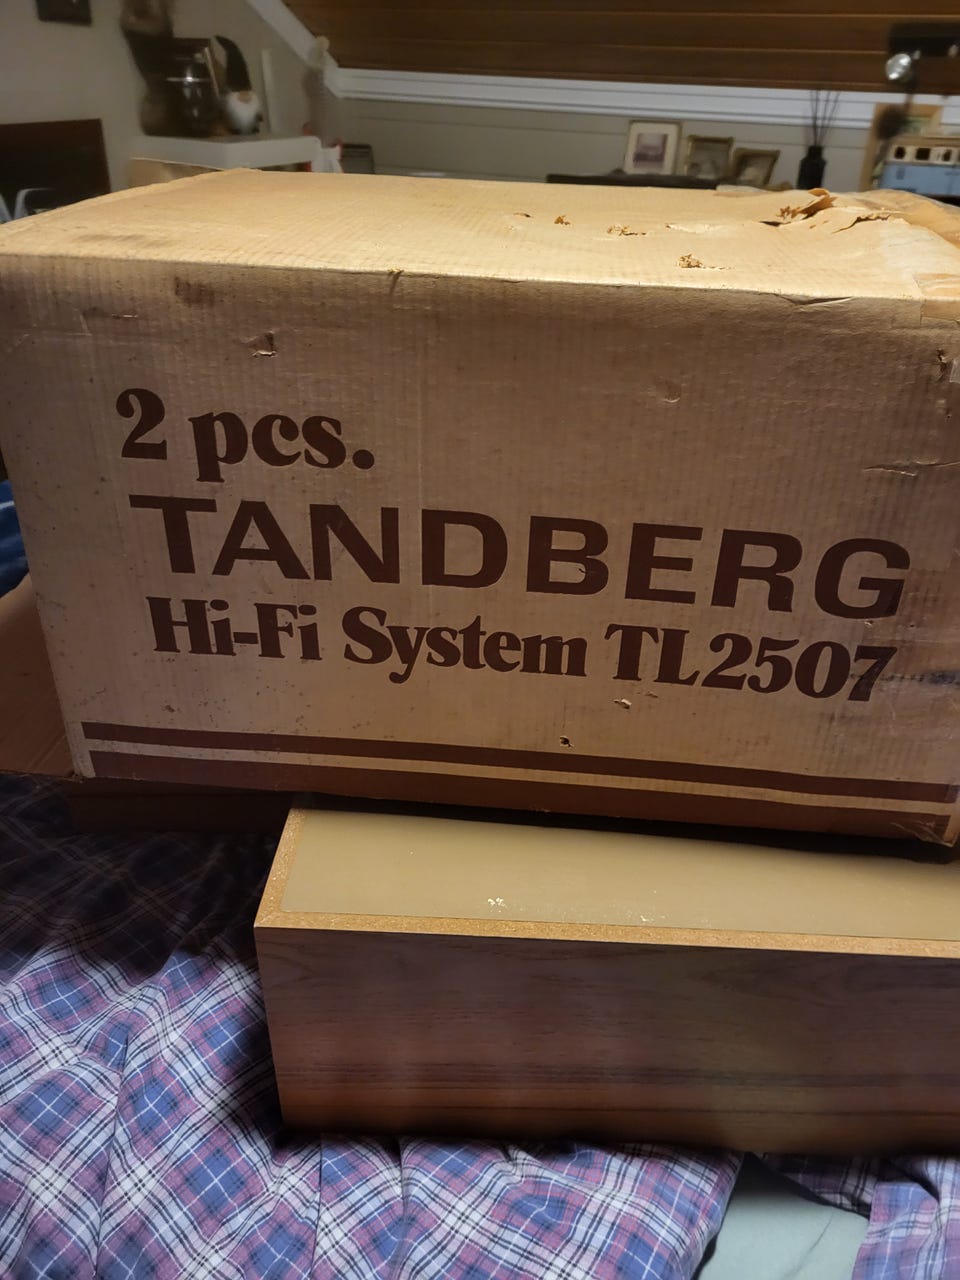 2 pcs.
TANDBERG
Hi-Fi System TL2507